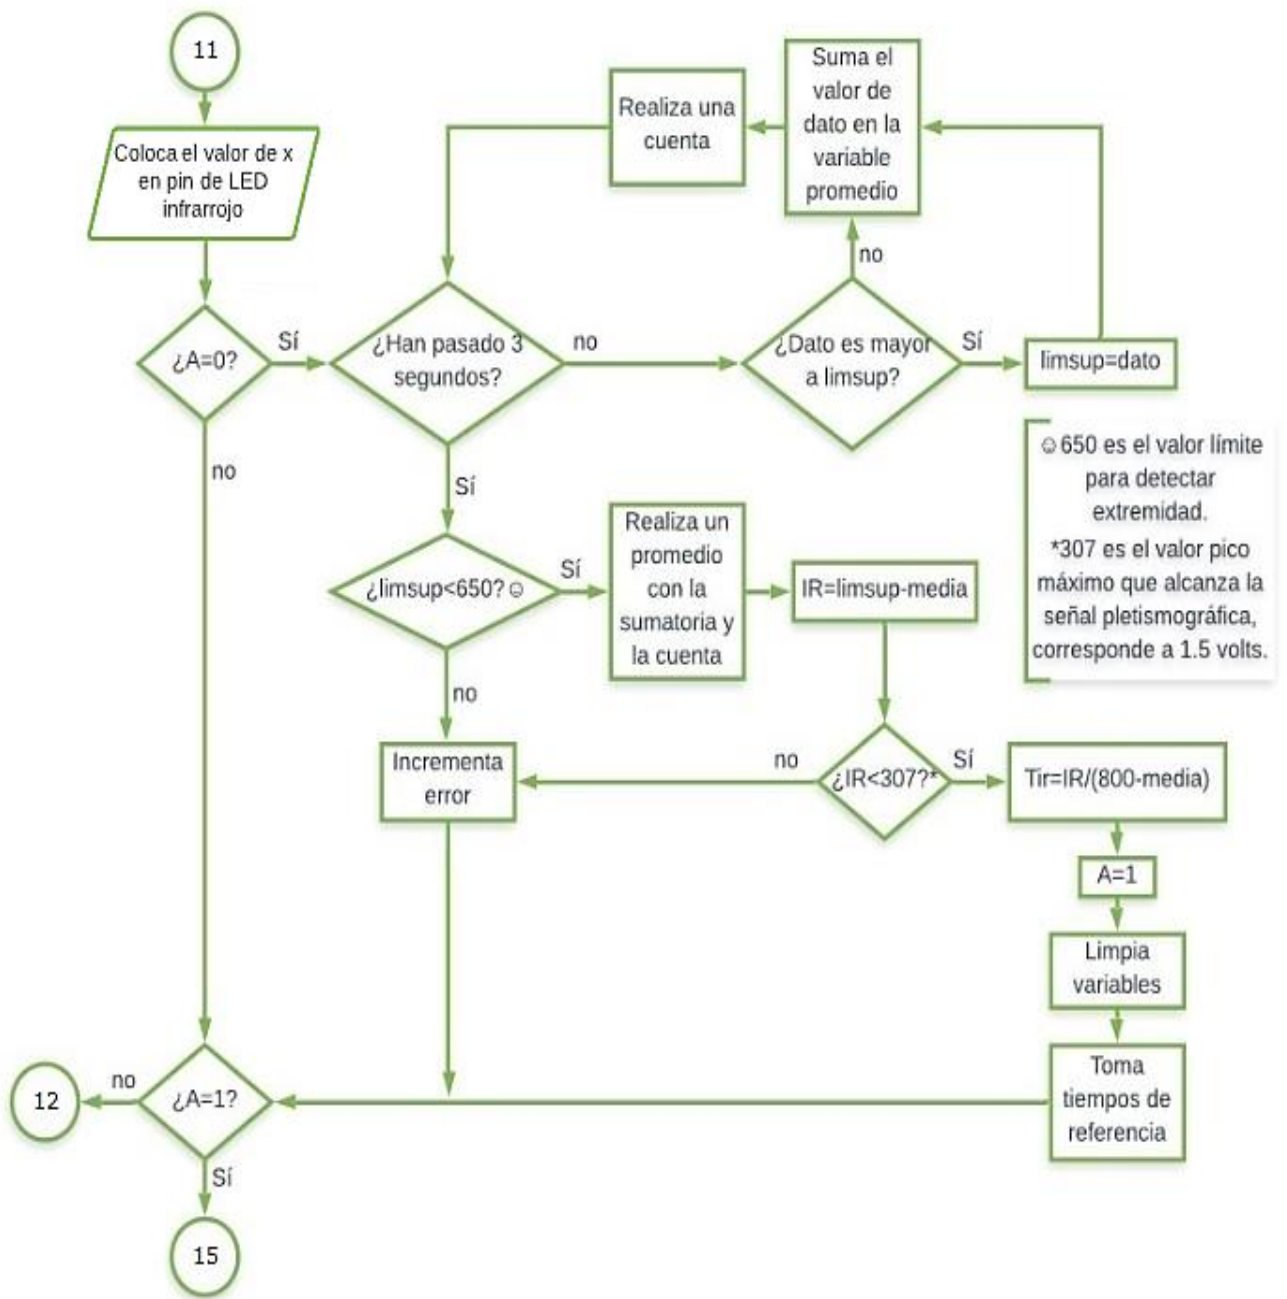 11
Coloca el valor de x
en pin de LED
infrarrojo
¿A=0?
Sí
no
¿Han pasado 3
segundos?
no
Sí
¿Dato es mayor
a limsup?
no
Sí
limsup=dato
Suma el
valor de
dato en la
variable
promedio
Realiza una
cuenta
¿limsup<650?☺
Sí
no
Realiza un
promedio
con la
sumatoria y
la cuenta
IR=limsup-media
☺650 es el valor límite
para detectar
extremidad.
*307 es el valor pico
máximo que alcanza la
señal pletismográfica,
corresponde a 1.5 volts.
Incrementa
error
no
¿IR<307?*
Sí
Tir=IR/(800-media)
A=1
Limpia
variables
Toma
tiempos de
referencia
¿A=1?
no
12
Sí
15